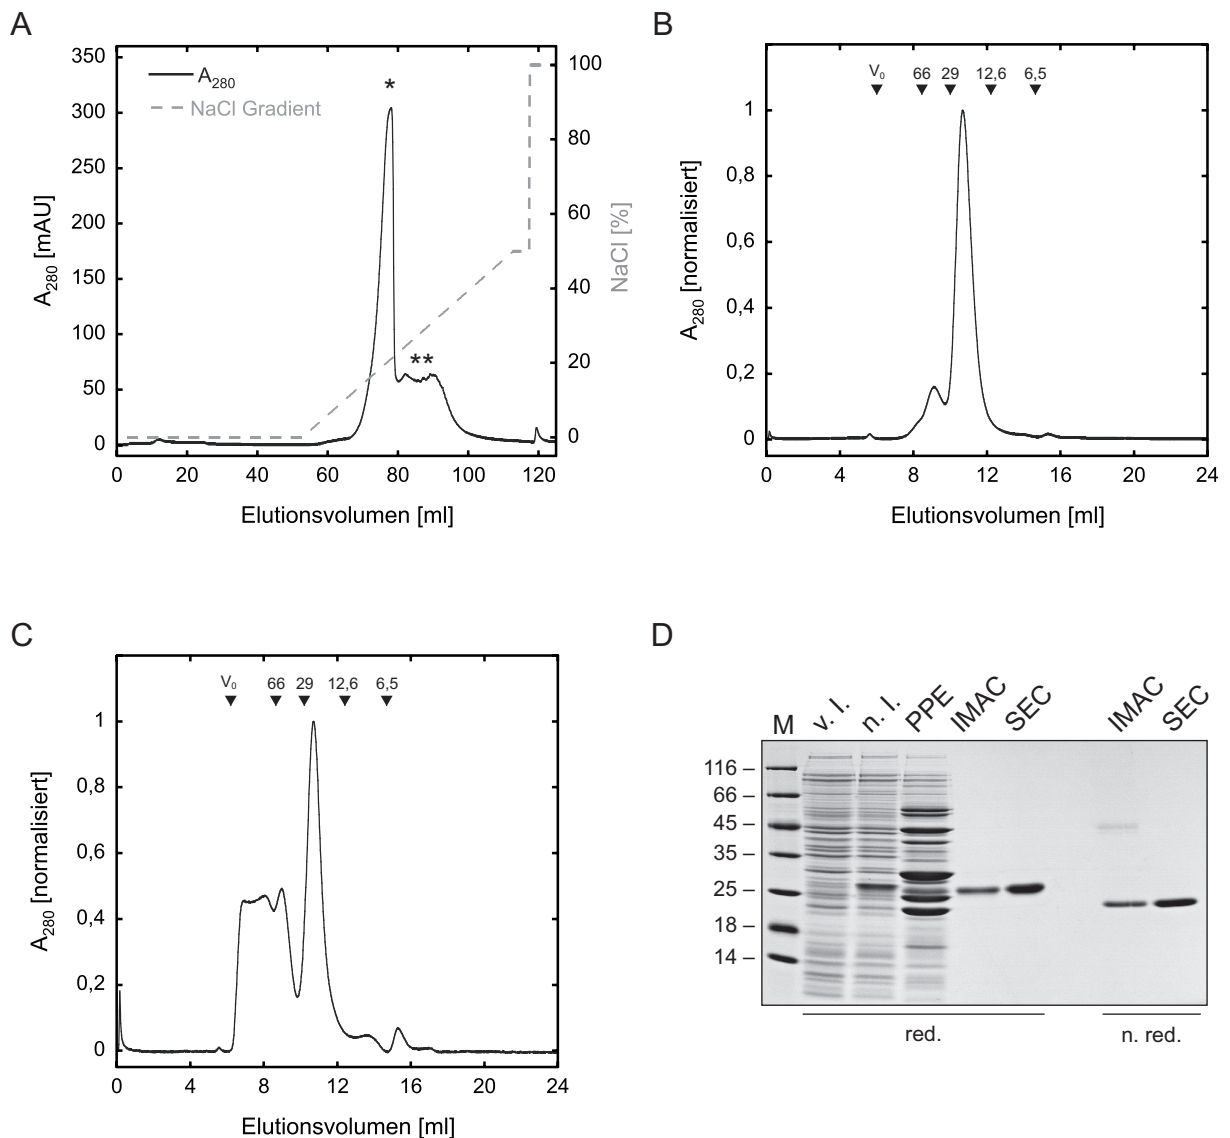 A
350
300
250
200
150
100
50
0
A280 [mAU]
A280
NaCl Gradient
*
**
100
80
60
40
20
0
NaCl [%]
0 20 40 60 80 100 120
Elutionsvolumen [ml]
B
V0 66 29 12,6 6,5
1
0,8
0,6
0,4
0,2
0
A280 [normalisiert]
0 4 8 12 16 20 24
Elutionsvolumen [ml]
C
V0 66 29 12,6 6,5
1
0,8
0,6
0,4
0,2
0
A280 [normalisiert]
0 4 8 12 16 20 24
Elutionsvolumen [ml]
D
M v. I. n. I. PPE IMAC SEC IMAC SEC
116 –
66 –
45 –
35 –
25 –
18 –
14 –
red. n. red.